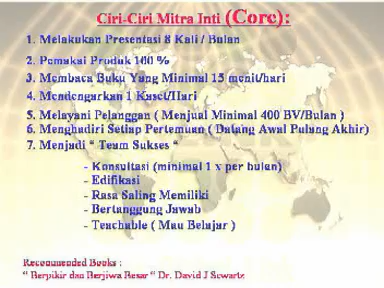 Ciri-Ciri Mitra Inti (Core):
1. Melakukan Presentasi 8 Kali / Bulan
2. Pemakai Produk 100 %
3. Membaca Buku Yang Minimal 15 menit/hari
4. Mendengarkan 1 Kaset/Hari
5. Melayani Pelanggan ( Menjual Minimal 400 BV/Bulan )
6. Menghadiri Setiap Pertemuan ( Datang Awal Pulang Akhir)
7. Menjadi “ Team Sukses “
- Konsultasi (minimal 1 x per bulan)
- Edifikasi
- Rasa Saling Memiliki
- Bertanggung Jawab
- Teachable ( Mau Belajar )
Recommended Books :
“ Berpikir dan Berjiwa Besar “ Dr. David J Scwartz